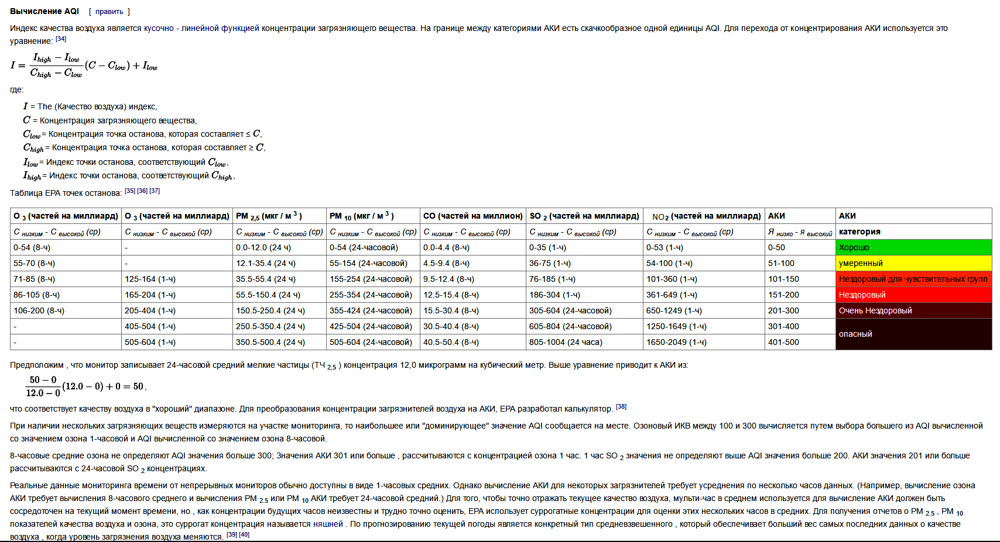 Вычисление AQI [ править ]
Индекс качества воздуха является кусочно - линейной функцией концентрации загрязняющего вещества. На границе между категориями АКИ есть скачкообразное одной единицы AQI. Для перехода от концентрирования АКИ используется это
уравнение: [34]
I = (I_high − I_low)/(C_high − C_low) (C − C_low) + I_low
где:
I = The (Качество воздуха) индекс,
C = Концентрация загрязняющего вещества,
C_low = Концентрация точка останова, которая составляет ≤ C,
C_high = Концентрация точка останова, которая составляет ≥ C,
I_low = Индекс точки останова, соответствующий C_low,
I_high = Индекс точки останова, соответствующий C_high,
Таблица EPA точек останова: [35] [36] [37]
O 3 (частей на миллиард) O 3 (частей на миллиард) PM 2,5 (мкг / м 3 ) PM 10 (мкг / м 3 ) CO (частей на миллион) SO 2 (частей на миллиард) NO2 (частей на миллиард) АКИ АКИ
C низким - C высокой (ср) C низким - C высокой (ср) C низким - C высокой (ср) C низким - C высокой (ср) C низким - C высокой (ср) C низким - C высокой (ср) C низким - C высокой (ср) Я низко - я высокий категория
0-54 (8-ч) - 0.0-12.0 (24 ч) 0-54 (24-часовой) 0.0-4.4 (8-ч) 0-35 (1-ч) 0-53 (1-ч) 0-50 Хорошо
55-70 (8-ч) - 12.1-35.4 (24 ч) 55-154 (24-часовой) 4.5-9.4 (8-ч) 36-75 (1-ч) 54-100 (1-ч) 51-100 умеренный
71-85 (8-ч) 125-164 (1-ч) 35.5-55.4 (24 ч) 155-254 (24-часовой) 9.5-12.4 (8-ч) 76-185 (1-ч) 101-360 (1-ч) 101-150 Нездоровый для чувствительных групп
86-105 (8-ч) 165-204 (1-ч) 55.5-150.4 (24 ч) 255-354 (24-часовой) 12.5-15.4 (8-ч) 186-304 (1-ч) 361-649 (1-ч) 151-200 Нездоровый
106-200 (8-ч) 205-404 (1-ч) 150.5-250.4 (24 ч) 355-424 (24-часовой) 15.5-30.4 (8-ч) 305-604 (24-часовой) 650-1249 (1-ч) 201-300 Очень Нездоровый
- 405-504 (1-ч) 250.5-350.4 (24 ч) 425-504 (24-часовой) 30.5-40.4 (8-ч) 605-804 (24-часовой) 1250-1649 (1-ч) 301-400 опасный
- 505-604 (1-ч) 350.5-500.4 (24 ч) 505-604 (24-часовой) 40.5-50.4 (8-ч) 805-1004 (24 часа) 1650-2049 (1-ч) 401-500
Предположим , что монитор записывает 24-часовой средний мелкие частицы (ТЧ 2,5 ) концентрация 12,0 микрограмм на кубический метр. Выше уравнение приводит к АКИ из:
(50 − 0)/(12.0 − 0) (12.0 − 0) + 0 = 50 ,
что соответствует качеству воздуха в "хороший" диапазоне. Для преобразования концентрации загрязнителей воздуха на АКИ, EPA разработал калькулятор. [38]
При наличии нескольких загрязняющих веществ измеряются на участке мониторинга, то наибольшее или "доминирующее" значение AQI сообщается на месте. Озоновый ИКВ между 100 и 300 вычисляется путем выбора большего из AQI вычисленной
со значением озона 1-часовой и AQI вычисленной со значением озона 8-часовой.
8-часовые средние озона не определяют AQI значения больше 300; Значения АКИ 301 или больше , рассчитываются с концентрацией озона 1 час. 1 час SO 2 значения не определяют выше AQI значения больше 200. АКИ значения 201 или больше
рассчитываются с 24-часовой SO 2 концентрациях.
Реальные данные мониторинга времени от непрерывных мониторов обычно доступны в виде 1-часовых средних. Однако вычисление АКИ для некоторых загрязнителей требует усреднения по несколько часов данных. (Например, вычисление озона
АКИ требует вычисления 8-часового среднего и вычисления PM 2.5 или PM 10 АКИ требует 24-часовой средний.) Для того, чтобы точно отражать текущее качество воздуха, мульти-час в среднем используется для вычисление АКИ должен быть
сосредоточен на текущий момент времени, но , как концентрации будущих часов неизвестны и трудно точно оценить, EPA использует суррогатные концентрации для оценки этих нескольких часов в средних. Для получения отчетов о PM 2.5 , PM 10
показателей качества воздуха и озона, это суррогат концентрация называется няшней . По прогнозированию текущей погоды является конкретный тип средневзвешенного , который обеспечивает больший вес самых последних данных о качестве
воздуха , когда уровень загрязнения воздуха меняются. [39] [40]